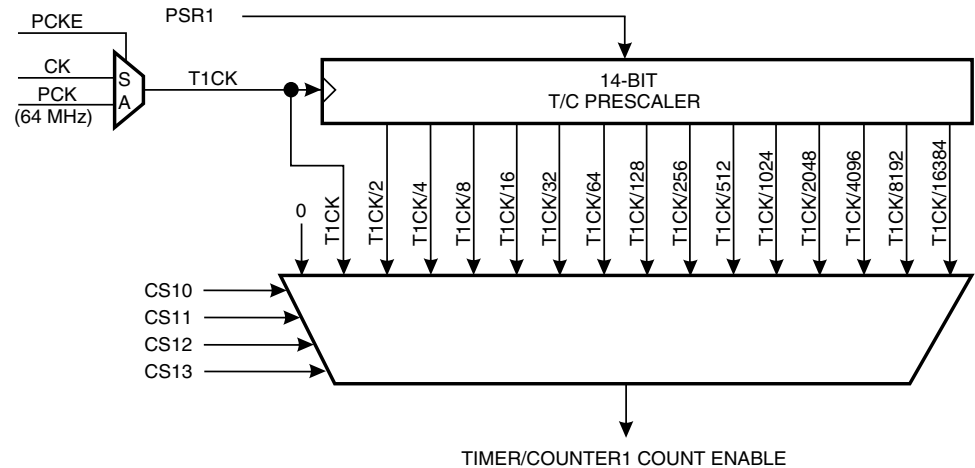 PSR1
PCKE
CK
PCK
(64 MHz)
S
A
T1CK
14-BIT
T/C PRESCALER
0
T1CK
T1CK/2
T1CK/4
T1CK/8
T1CK/16
T1CK/32
T1CK/64
T1CK/128
T1CK/256
T1CK/512
T1CK/1024
T1CK/2048
T1CK/4096
T1CK/8192
T1CK/16384
CS10
CS11
CS12
CS13
TIMER/COUNTER1 COUNT ENABLE